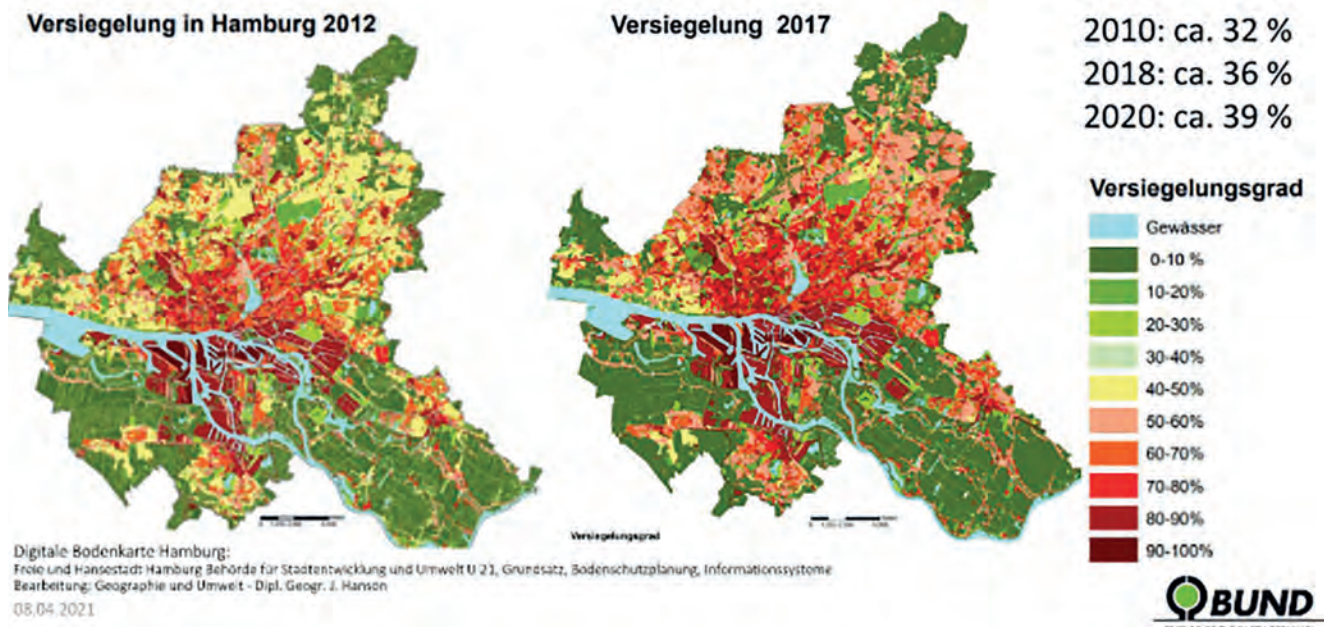 Versiegelung in Hamburg 2012
Versiegelung 2017
2010: ca. 32 %
2018: ca. 36 %
2020: ca. 39 %
Versiegelungsgrad
Gewässer
0-10 %
10-20%
20-30%
30-40%
40-50%
50-60%
60-70%
70-80%
80-90%
90-100%
Versiegelungsgrad
Digitale Bodenkarte Hamburg:
Freie und Hansestadt Hamburg Behörde für Stadtentwicklung und Umwelt U 21, Grundsatz, Bodenschutzplanung, Informationssysteme
Bearbeitung: Geographie und Umwelt - Dipl. Geogr. J. Hanson
08.04.2021
BUND